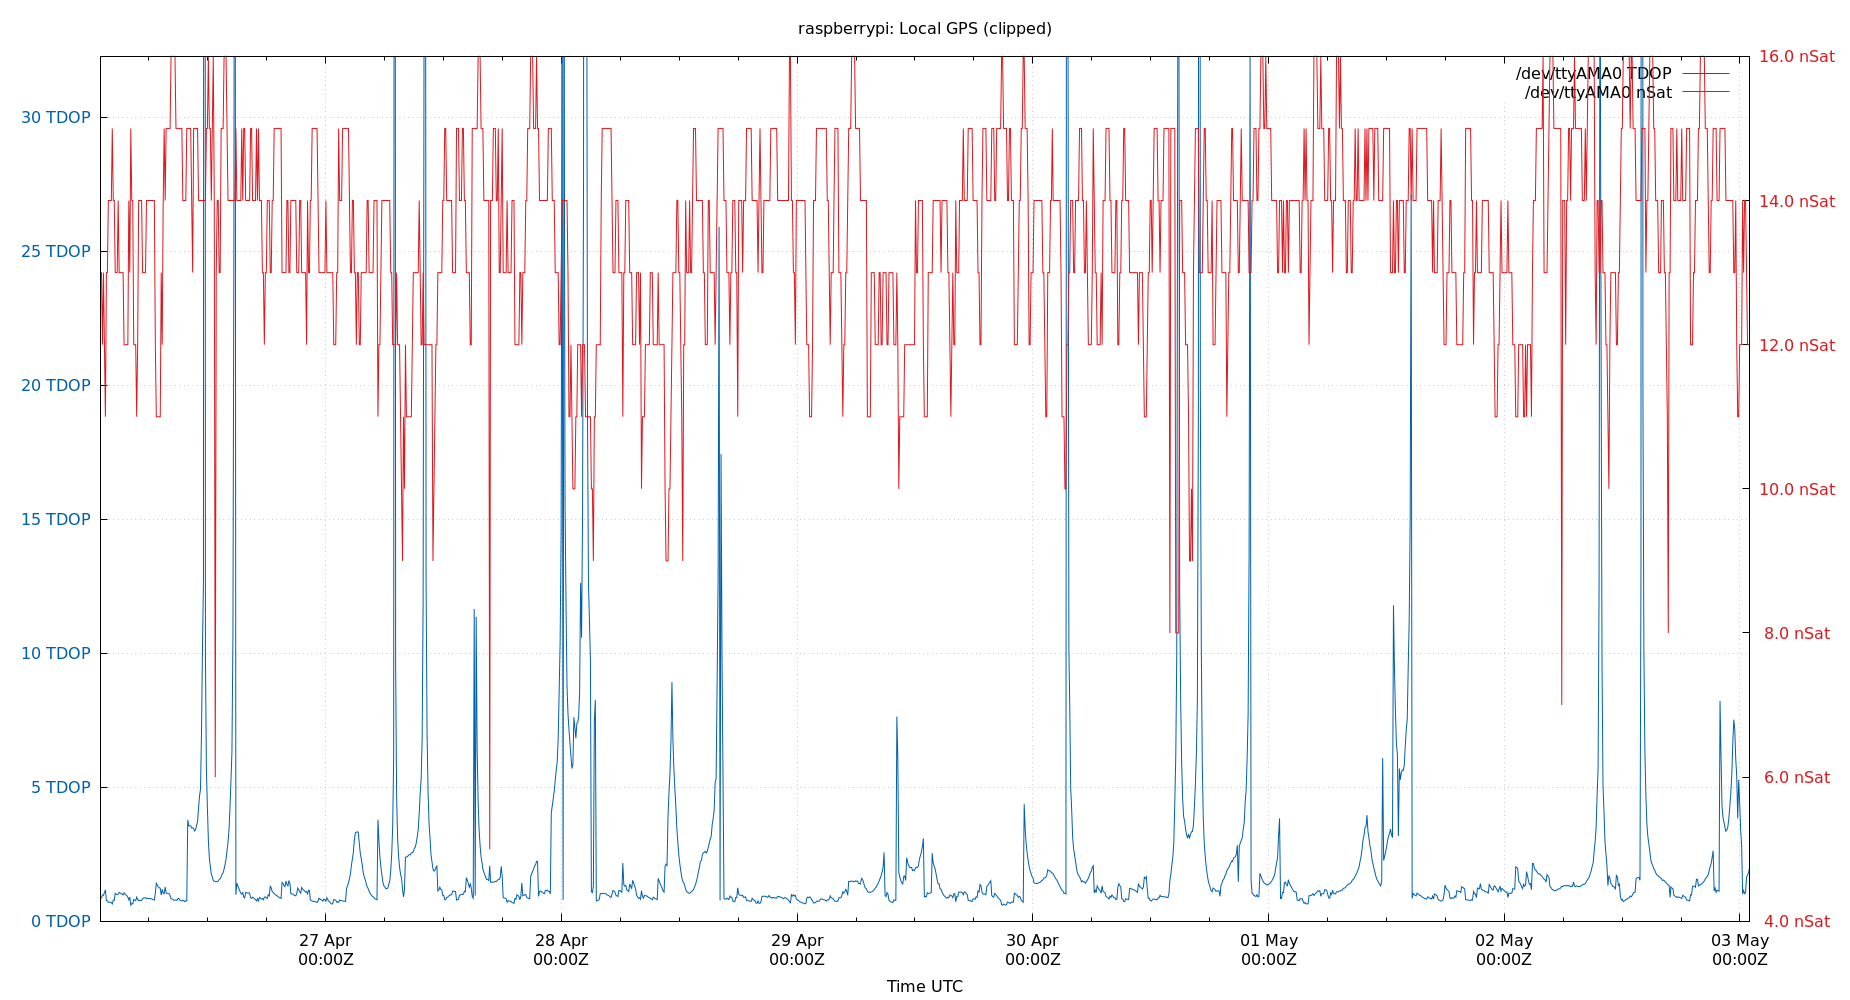 raspberrypi: Local GPS (clipped)
/dev/ttyAMA0 TDOP
/dev/ttyAMA0 nSat
30 TDOP
25 TDOP
20 TDOP
15 TDOP
10 TDOP
5 TDOP
0 TDOP
16.0 nSat
14.0 nSat
12.0 nSat
10.0 nSat
8.0 nSat
6.0 nSat
4.0 nSat
27 Apr
00:00Z
28 Apr
00:00Z
29 Apr
00:00Z
30 Apr
00:00Z
01 May
00:00Z
02 May
00:00Z
03 May
00:00Z
Time UTC